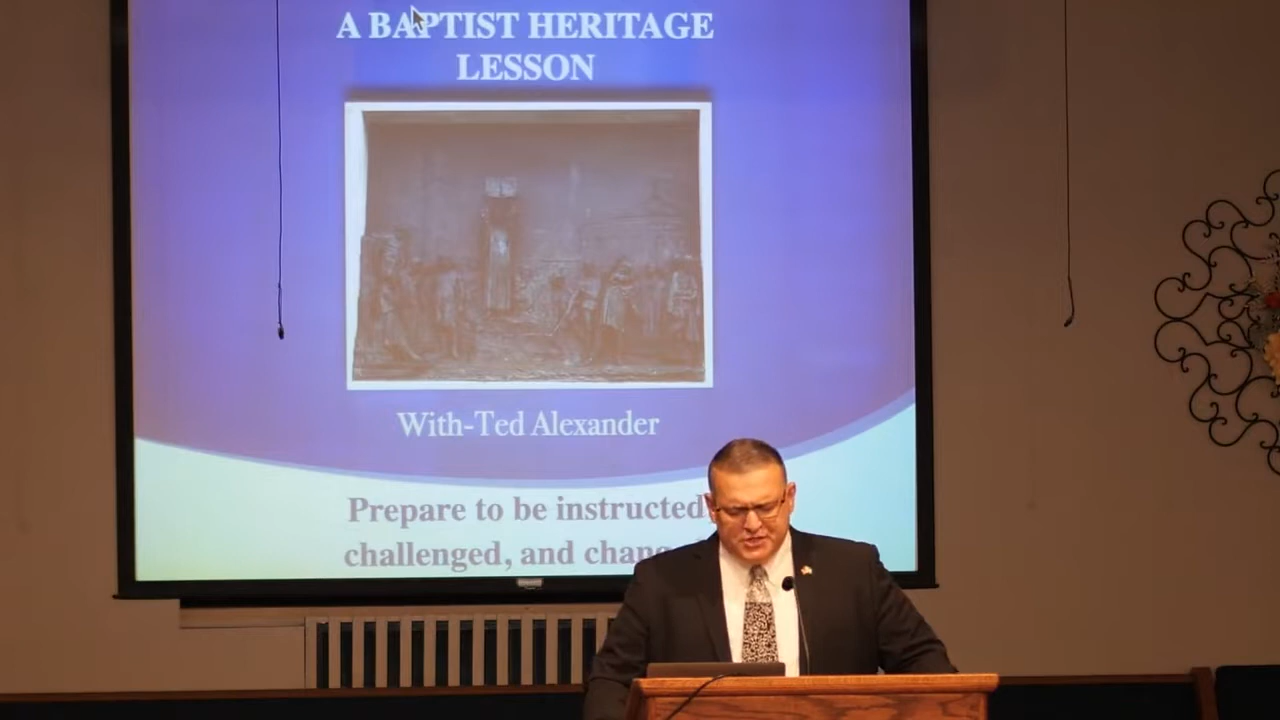 A BAPTIST HERITAGE
LESSON
With-Ted Alexander
Prepare to be instructed
challenged, and